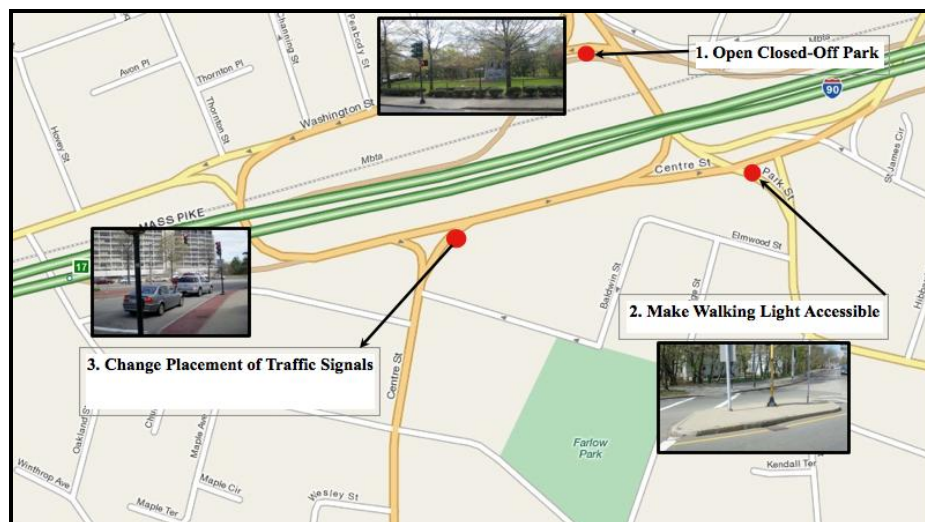 Peabody St
Channing St
Mbta
1. Open Closed-Off Park
90
Avon Pl
Thornton Pl
Thornton St
Washington St
Hovey St
Mbta
Centre St
Park St
St James Cir
MASS PIKE
17
Elmwood St
Baldwin St
2. Make Walking Light Accessible
3. Change Placement of Traffic Signals
Centre St
Oakland St
Maple Ave
Farlow
Park
Winthrop Ave
Maple Cir
Maple Ter
Wesley St
Kendall Ter